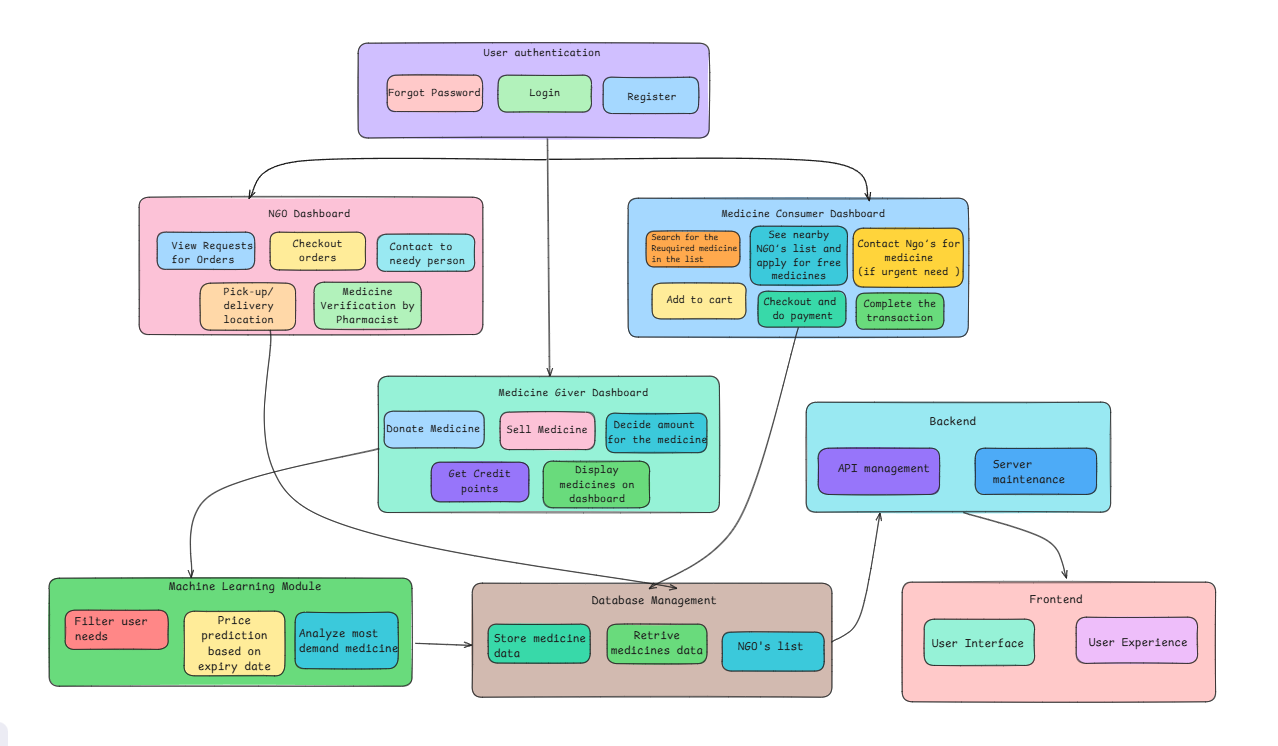 User authentication
Forgot Password
Login
Register
NGO Dashboard
View Requests
for Orders
Checkout
orders
Contact to
needy person
Pick-up/
delivery
location
Medicine
Verification by
Pharmacist
Medicine Consumer Dashboard
Search for the
Reuquired medicine
in the list
See nearby
NGO's list and
apply for free
medicines
Contact Ngo's for
medicine
(if urgent need )
Add to cart
Checkout and
do payment
Complete the
transaction
Medicine Giver Dashboard
Donate Medicine
Sell Medicine
Decide amount
for the medicine
Get Credit
points
Display
medicines on
dashboard
Backend
API management
Server
maintenance
Machine Learning Module
Filter user
needs
Price
prediction
based on
expiry date
Analyze most
demand medicine
Database Management
Store medicine
data
Retrive
medicines data
NGO's list
Frontend
User Interface
User Experience